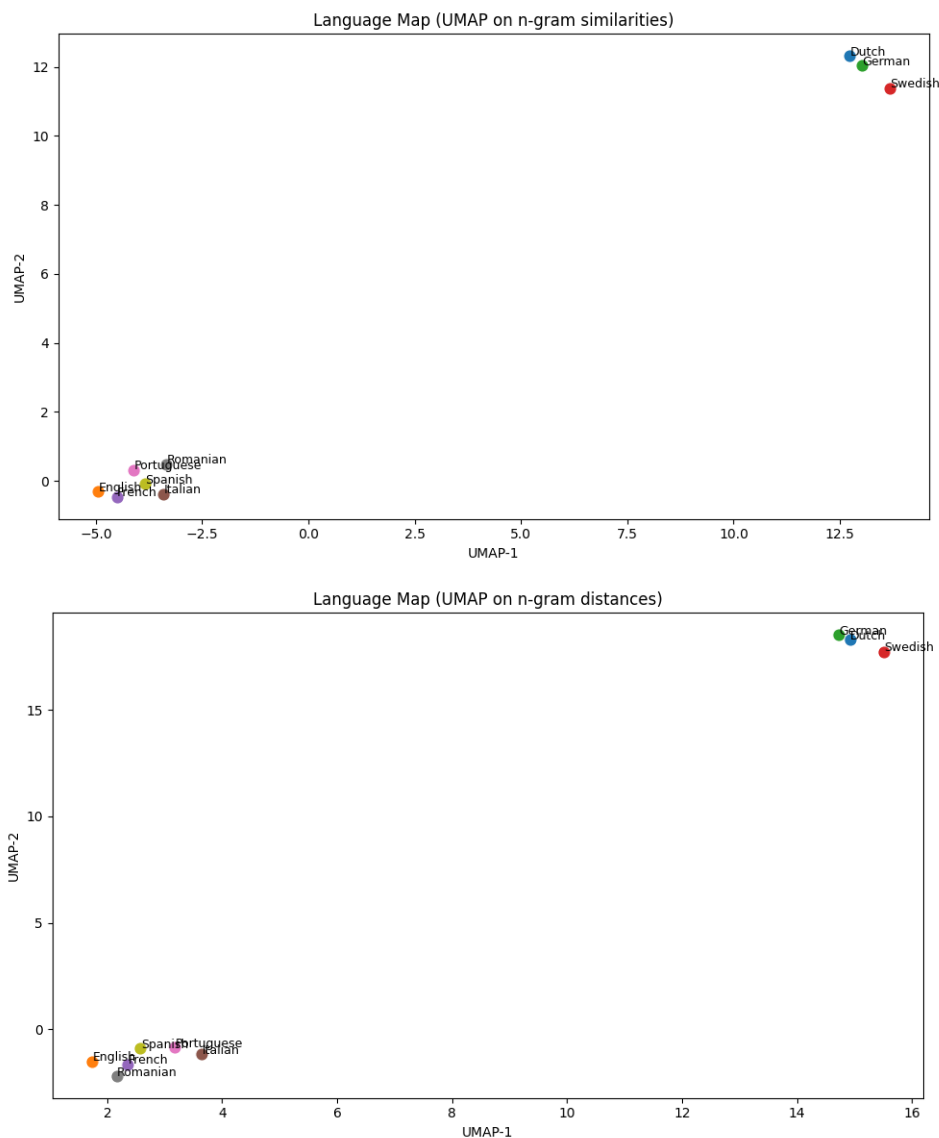 Language Map (UMAP on n-gram similarities)
UMAP-2
12
10
8
6
4
2
0
Dutch
German
Swedish
Romanian
Portuguese
Spanish
English
French
Italian
−5.0 −2.5 0.0 2.5 5.0 7.5 10.0 12.5
UMAP-1
Language Map (UMAP on n-gram distances)
UMAP-2
15
10
5
0
German
Dutch
Swedish
Spanish
Portuguese
Italian
English
French
Romanian
2 4 6 8 10 12 14 16
UMAP-1